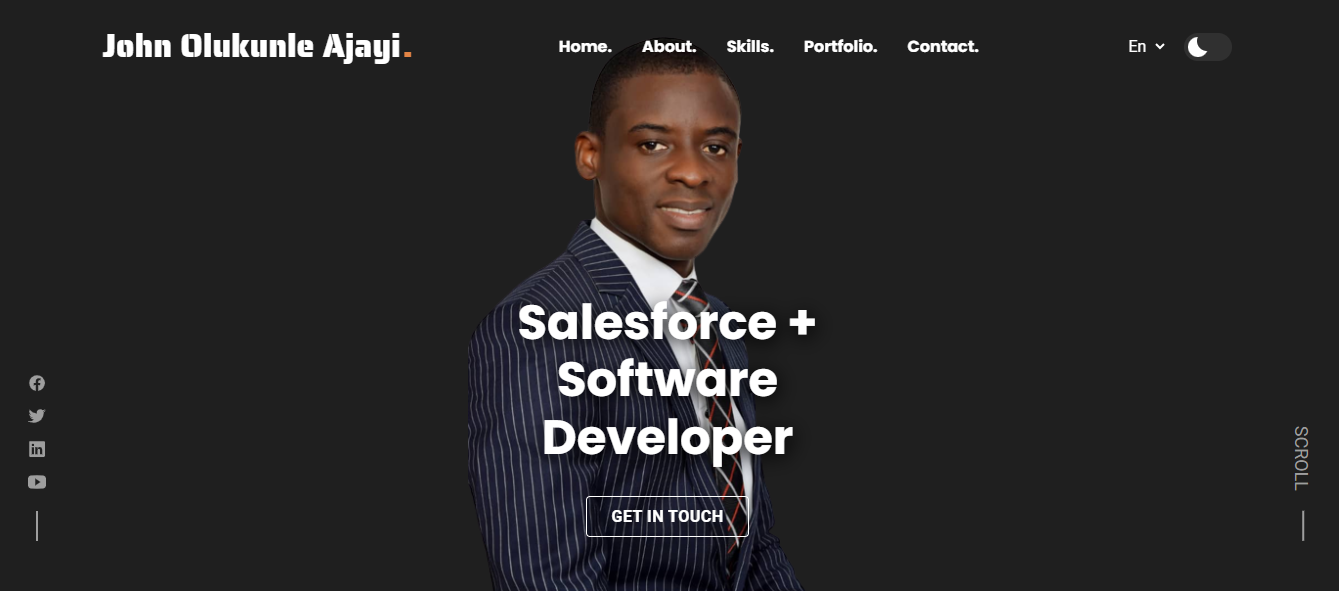 John Olukunle Ajayi.
Home. About. Skills. Portfolio. Contact.
En
Salesforce +
Software
Developer
GET IN TOUCH
SCROLL